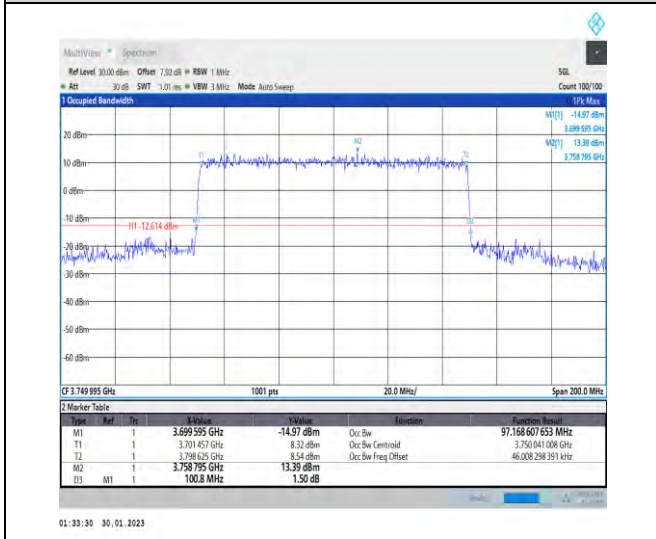 MultiView Spectrum
Ref Level 30.00 dBm Offset 7.92 dB RBW 1 MHz SGL
Att 30 dB SWT 1.01 ms VBW 3 MHz Mode Auto Sweep Count 100/100
1 Occupied Bandwidth 1Pk Max
M1[1] -14.97 dBm
3.699 595 GHz
M2[1] 13.39 dBm
3.758 795 GHz
20 dBm
M2
T1 T2
10 dBm
0 dBm
-10 dBm
H1 -12.614 dBm M1 D3
-20 dBm
-30 dBm
-40 dBm
-50 dBm
-60 dBm
CF 3.749 995 GHz 1001 pts 20.0 MHz/ Span 200.0 MHz
2 Marker Table
Type Ref Trc X-Value Y-Value Function Function Result
M1 1 3.699 595 GHz -14.97 dBm Occ Bw 97.168 607 653 MHz
T1 1 3.701 457 GHz 8.32 dBm Occ Bw Centroid 3.750 041 008 GHz
T2 1 3.798 625 GHz 8.54 dBm Occ Bw Freq Offset 46.008 298 391 kHz
M2 1 3.758 795 GHz 13.39 dBm
D3 M1 1 100.8 MHz 1.50 dB
01:33:30 30.01.2023